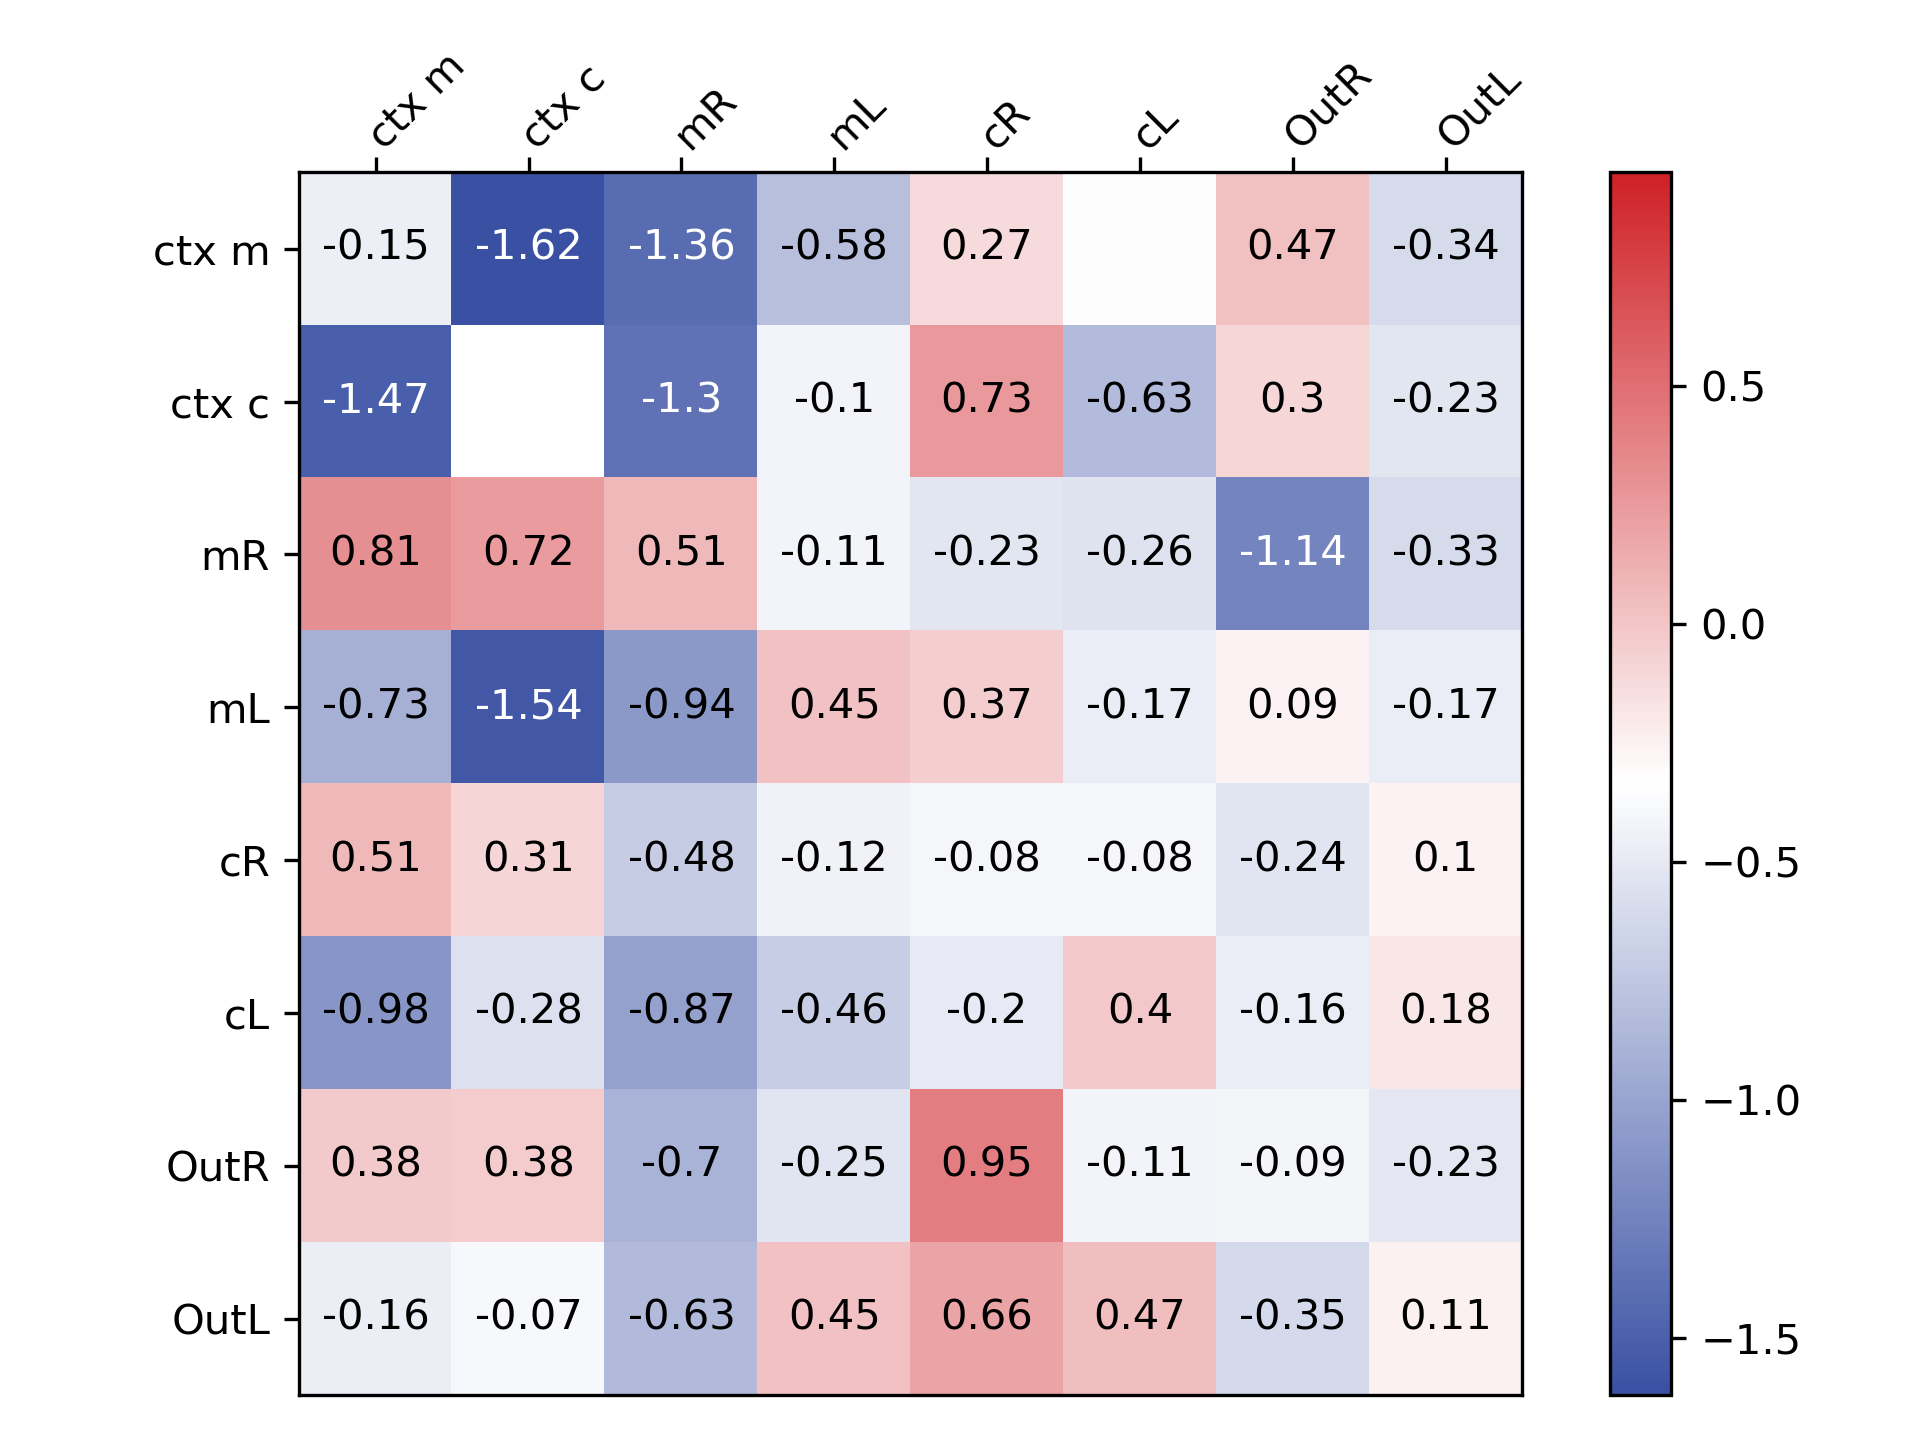 ctx m ctx c mR mL cR cL OutR OutL
ctx m -0.15 -1.62 -1.36 -0.58 0.27 0.47 -0.34
ctx c -1.47 -1.3 -0.1 0.73 -0.63 0.3 -0.23
mR 0.81 0.72 0.51 -0.11 -0.23 -0.26 -1.14 -0.33
mL -0.73 -1.54 -0.94 0.45 0.37 -0.17 0.09 -0.17
cR 0.51 0.31 -0.48 -0.12 -0.08 -0.08 -0.24 0.1
cL -0.98 -0.28 -0.87 -0.46 -0.2 0.4 -0.16 0.18
OutR 0.38 0.38 -0.7 -0.25 0.95 -0.11 -0.09 -0.23
OutL -0.16 -0.07 -0.63 0.45 0.66 0.47 -0.35 0.11
0.5
0.0
−0.5
−1.0
−1.5